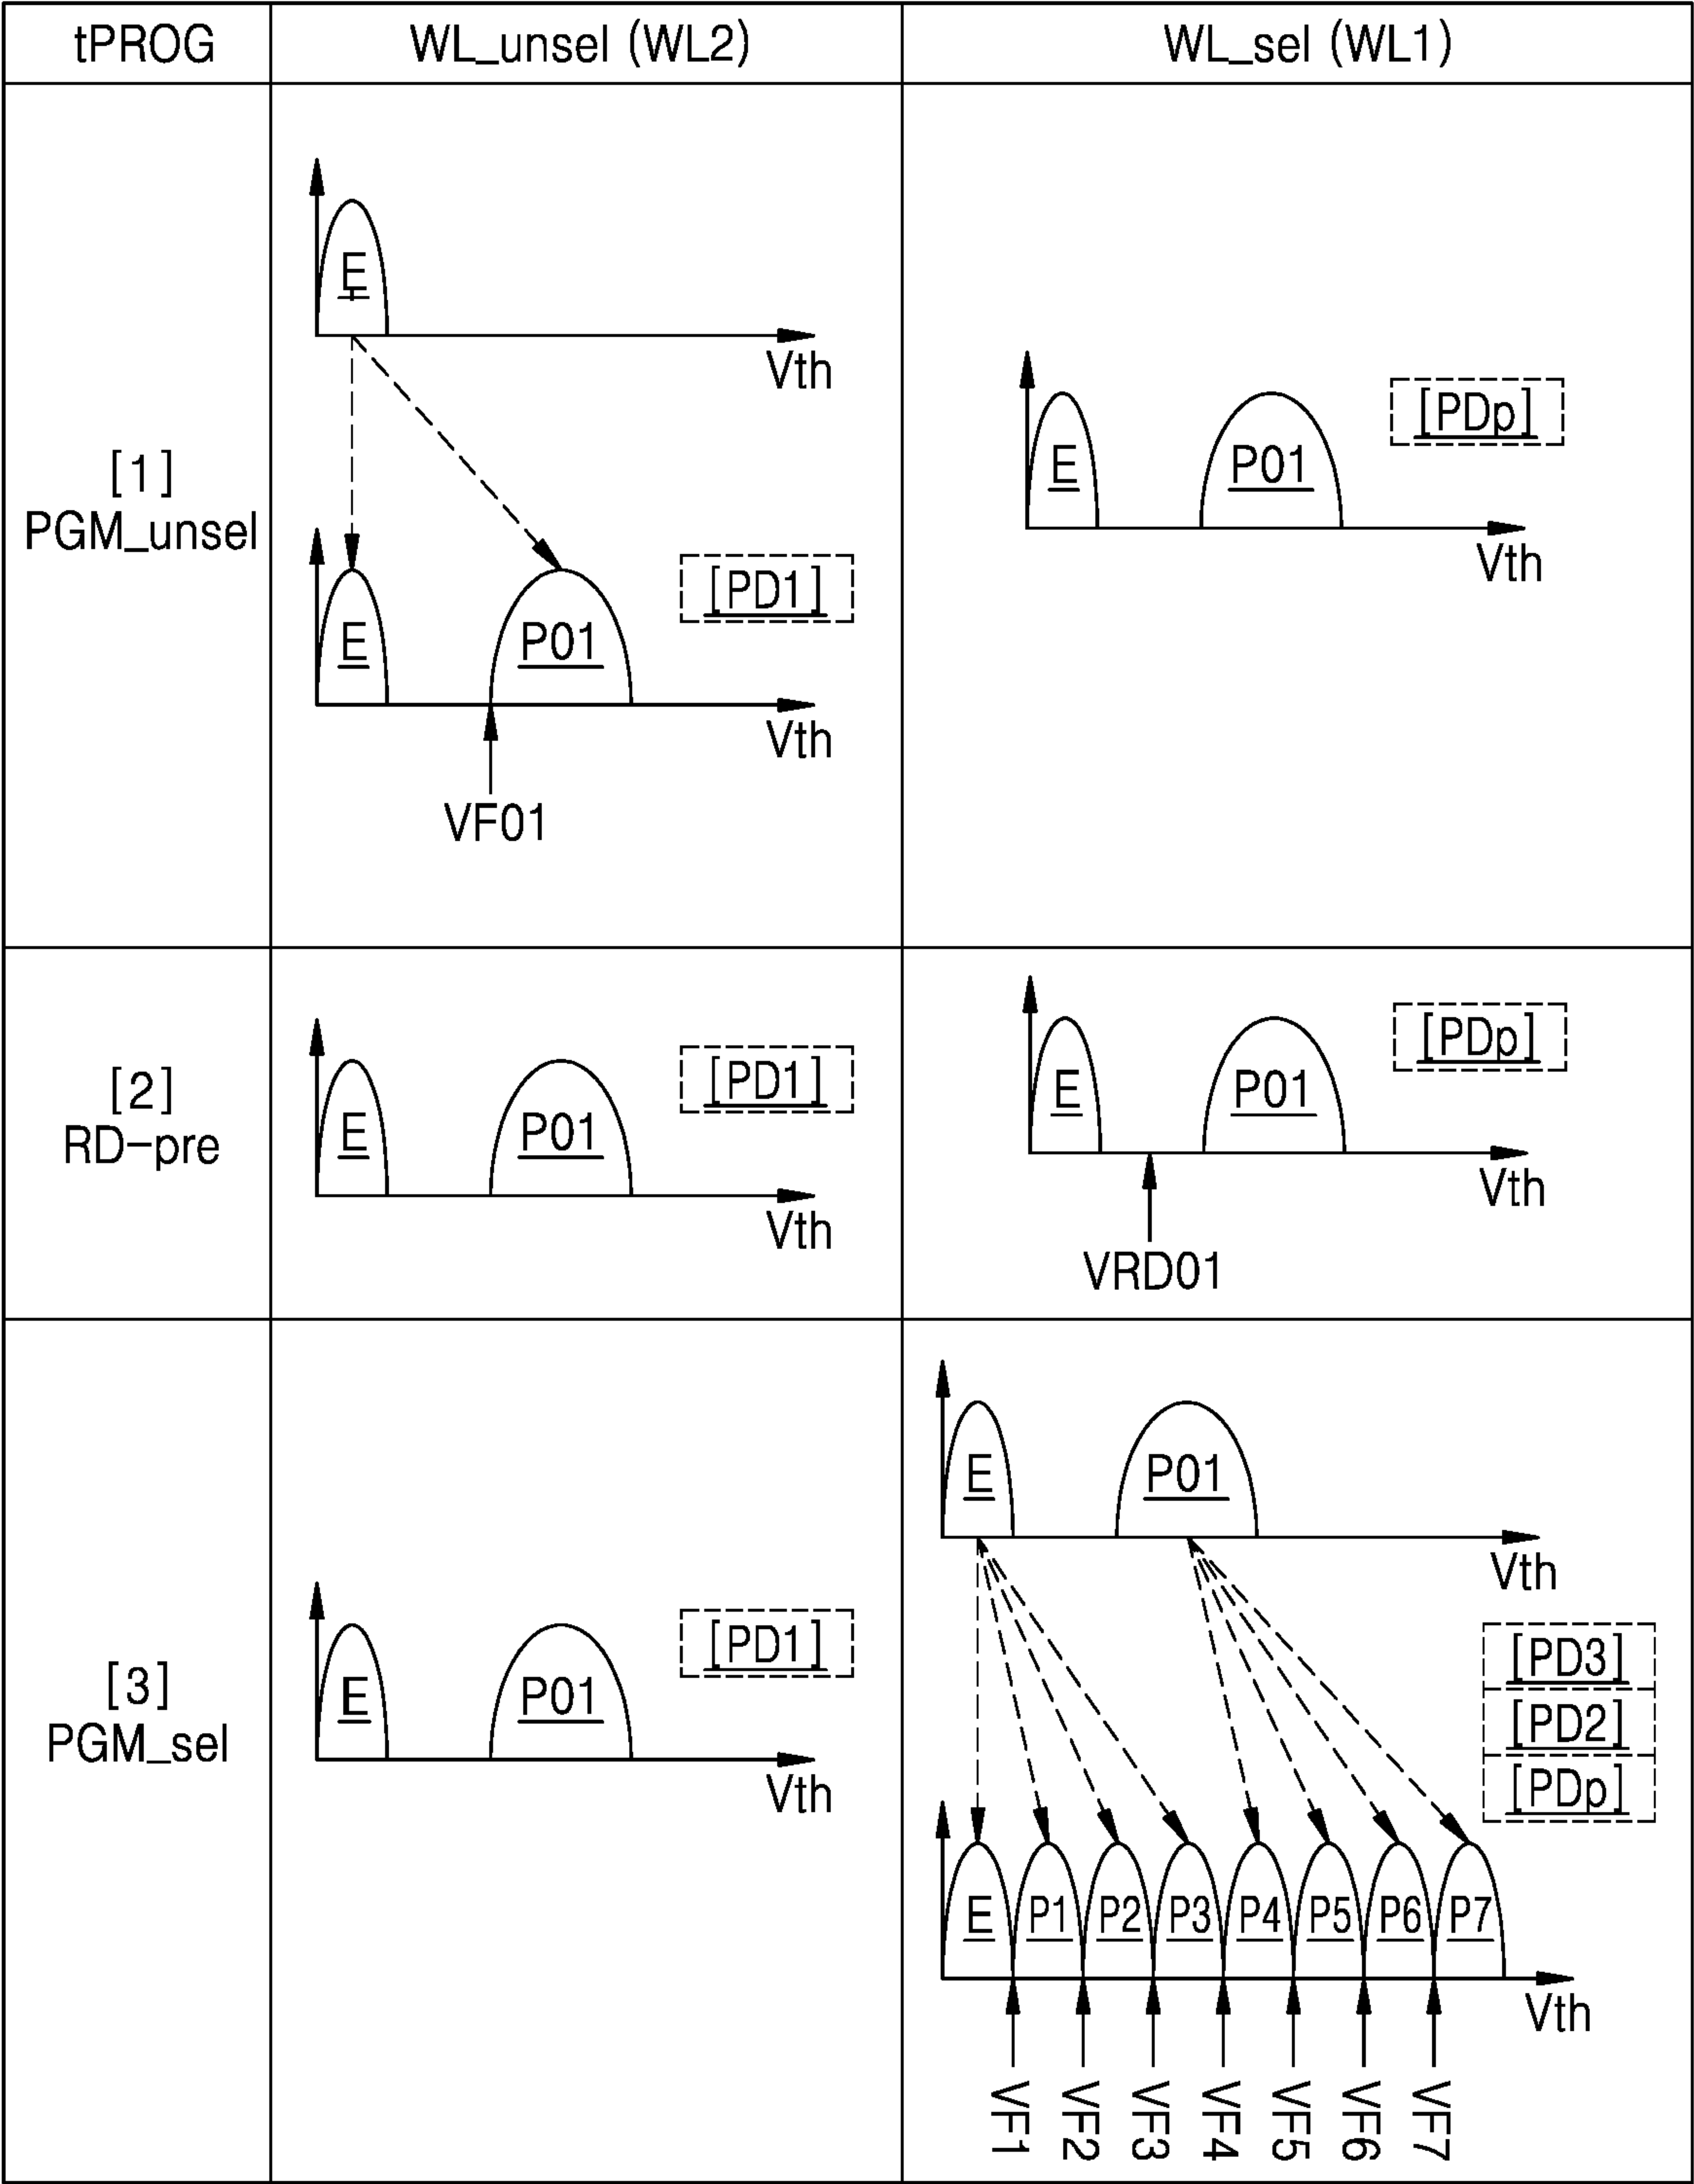 tPROG
WL_unsel (WL2)
WL_sel (WL1)
[1]
PGM_unsel
E
Vth
E
P01
[PD1]
Vth
VF01
E
P01
[PDp]
Vth
[2]
RD-pre
E
P01
[PD1]
Vth
E
P01
[PDp]
Vth
VRD01
[3]
PGM_sel
E
P01
[PD1]
Vth
E
P01
Vth
[PD3]
[PD2]
[PDp]
E P1 P2 P3 P4 P5 P6 P7
Vth
VF1
VF2
VF3
VF4
VF5
VF6
VF7